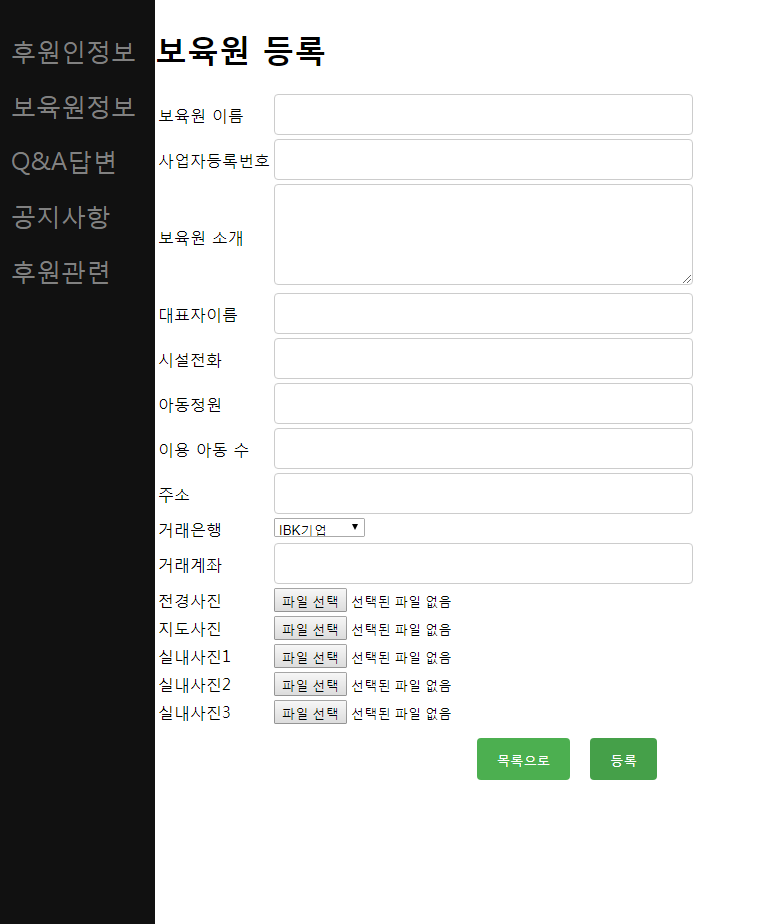 후원인정보
보육원정보
Q&A답변
공지사항
후원관련
보육원 등록
보육원 이름
사업자등록번호
보육원 소개
대표자이름
시설전화
아동정원
이용 아동 수
주소
거래은행 IBK기업
거래계좌
전경사진 파일 선택 선택된 파일 없음
지도사진 파일 선택 선택된 파일 없음
실내사진1 파일 선택 선택된 파일 없음
실내사진2 파일 선택 선택된 파일 없음
실내사진3 파일 선택 선택된 파일 없음
목록으로 등록